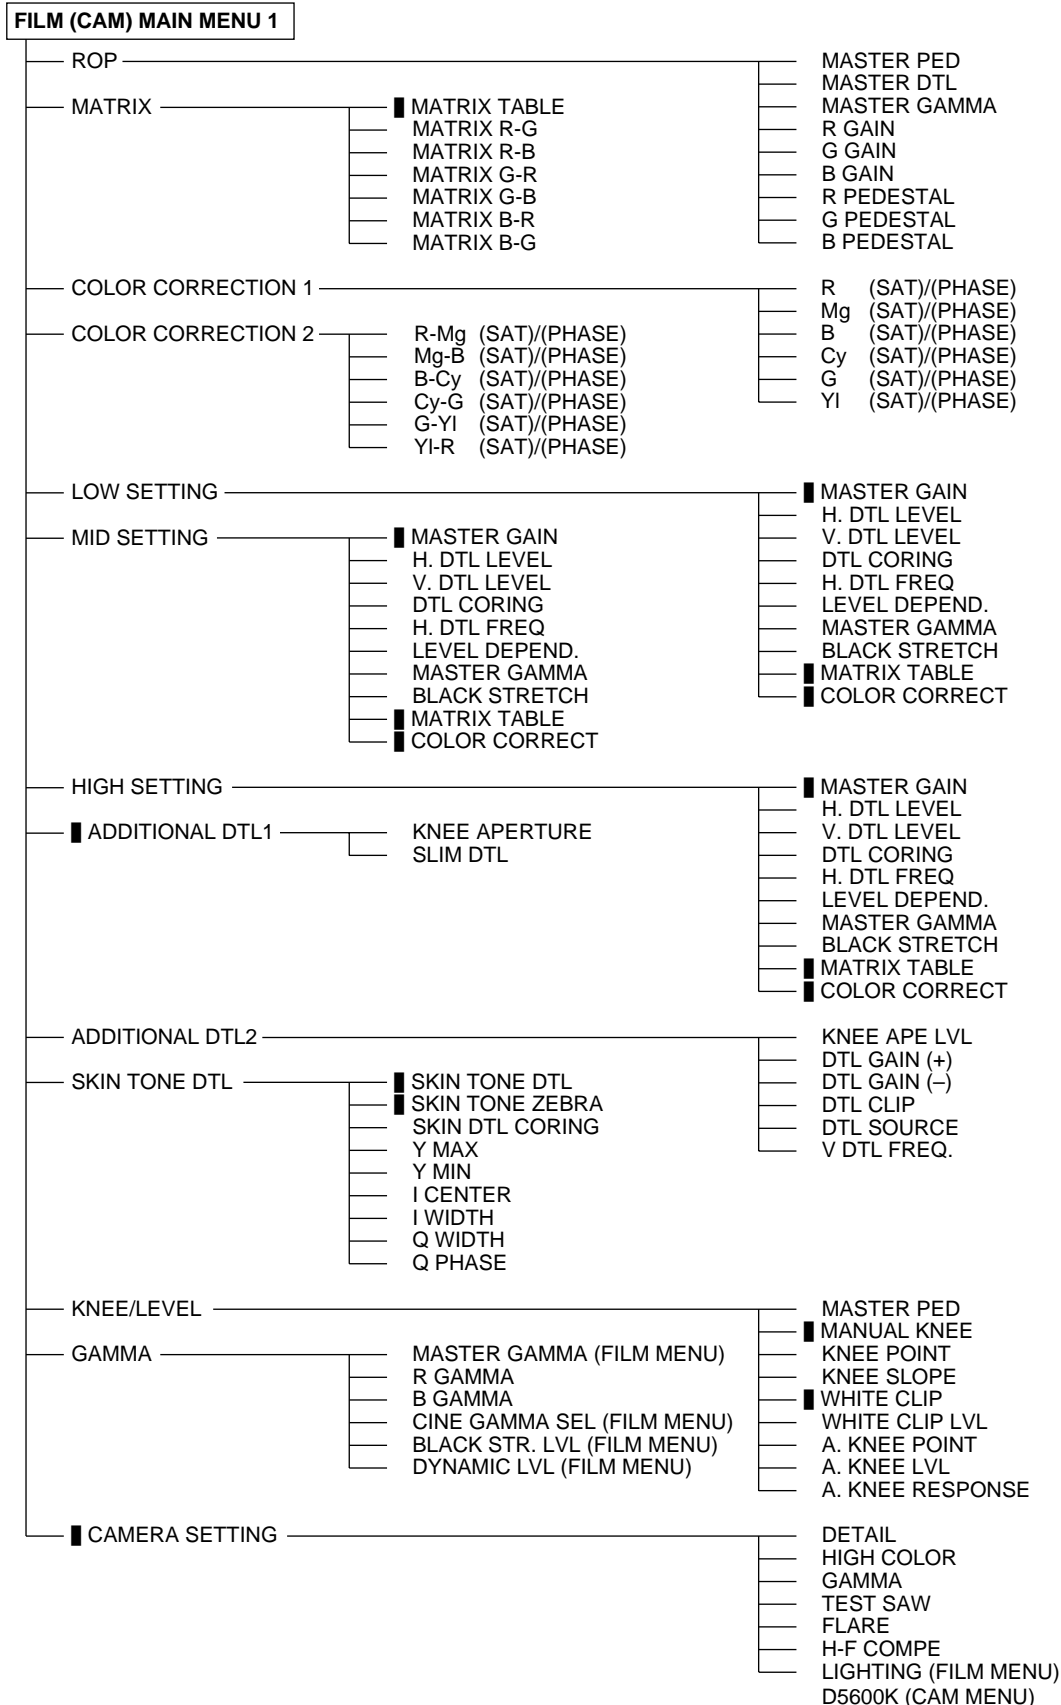 FILM (CAM) MAIN MENU 1
ROP
MASTER PED
MASTER DTL
MASTER GAMMA
R GAIN
G GAIN
B GAIN
R PEDESTAL
G PEDESTAL
B PEDESTAL
MATRIX
MATRIX TABLE
MATRIX R-G
MATRIX R-B
MATRIX G-R
MATRIX G-B
MATRIX B-R
MATRIX B-G
COLOR CORRECTION 1
R (SAT)/(PHASE)
Mg (SAT)/(PHASE)
B (SAT)/(PHASE)
Cy (SAT)/(PHASE)
G (SAT)/(PHASE)
Yl (SAT)/(PHASE)
COLOR CORRECTION 2
R-Mg (SAT)/(PHASE)
Mg-B (SAT)/(PHASE)
B-Cy (SAT)/(PHASE)
Cy-G (SAT)/(PHASE)
G-Yl (SAT)/(PHASE)
Yl-R (SAT)/(PHASE)
LOW SETTING
MASTER GAIN
H. DTL LEVEL
V. DTL LEVEL
DTL CORING
H. DTL FREQ
LEVEL DEPEND.
MASTER GAMMA
BLACK STRETCH
MATRIX TABLE
COLOR CORRECT
MID SETTING
MASTER GAIN
H. DTL LEVEL
V. DTL LEVEL
DTL CORING
H. DTL FREQ
LEVEL DEPEND.
MASTER GAMMA
BLACK STRETCH
MATRIX TABLE
COLOR CORRECT
HIGH SETTING
MASTER GAIN
H. DTL LEVEL
V. DTL LEVEL
DTL CORING
H. DTL FREQ
LEVEL DEPEND.
MASTER GAMMA
BLACK STRETCH
MATRIX TABLE
COLOR CORRECT
ADDITIONAL DTL1
KNEE APERTURE
SLIM DTL
ADDITIONAL DTL2
KNEE APE LVL
DTL GAIN (+)
DTL GAIN (–)
DTL CLIP
DTL SOURCE
V DTL FREQ.
SKIN TONE DTL
SKIN TONE DTL
SKIN TONE ZEBRA
SKIN DTL CORING
Y MAX
Y MIN
I CENTER
I WIDTH
Q WIDTH
Q PHASE
KNEE/LEVEL
MASTER PED
MANUAL KNEE
KNEE POINT
KNEE SLOPE
WHITE CLIP
WHITE CLIP LVL
A. KNEE POINT
A. KNEE LVL
A. KNEE RESPONSE
GAMMA
MASTER GAMMA (FILM MENU)
R GAMMA
B GAMMA
CINE GAMMA SEL (FILM MENU)
BLACK STR. LVL (FILM MENU)
DYNAMIC LVL (FILM MENU)
CAMERA SETTING
DETAIL
HIGH COLOR
GAMMA
TEST SAW
FLARE
H-F COMPE
LIGHTING (FILM MENU)
D5600K (CAM MENU)